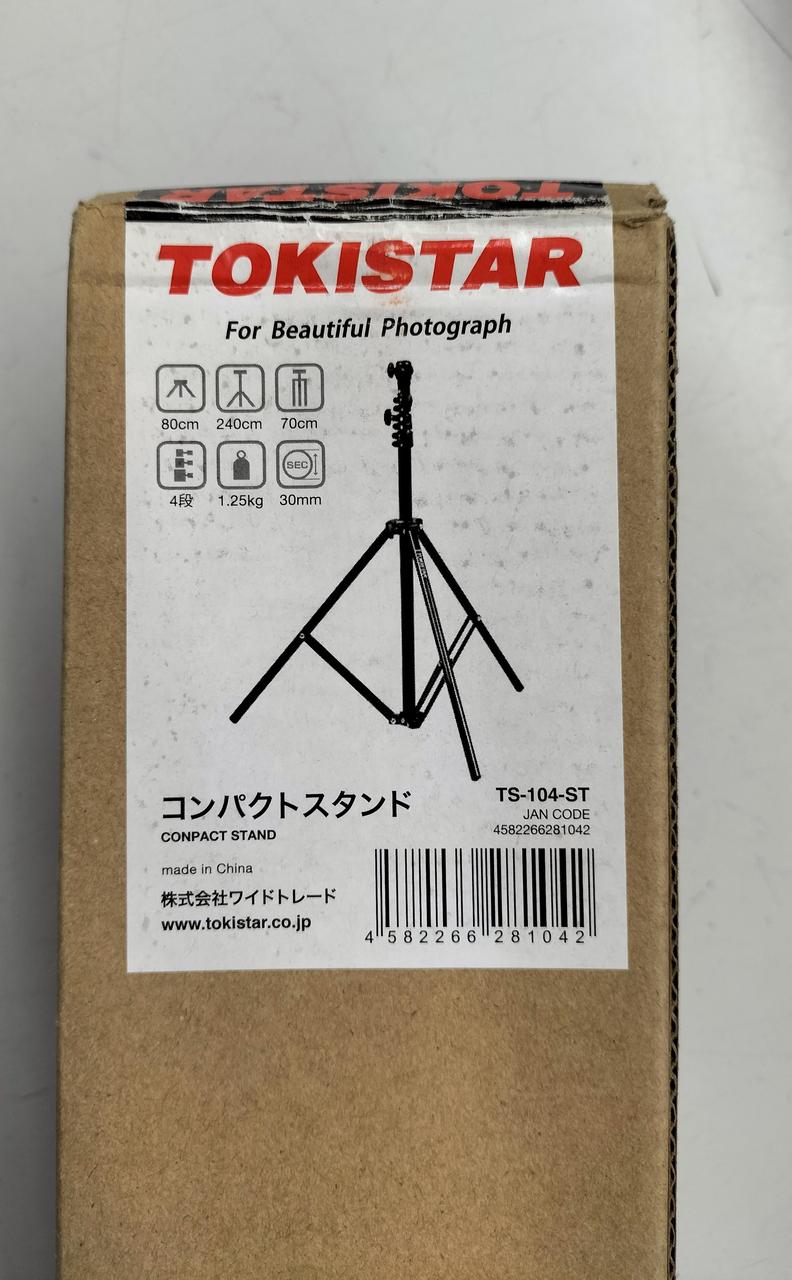 TOKISTAR
TOKISTAR
For Beautiful Photograph
80cm 240cm 70cm
SEC
4段 1.25kg 30mm
コンパクトスタンド
CONPACT STAND
TS-104-ST
JAN CODE
4582266281042
made in China
株式会社ワイドトレード
www.tokistar.co.jp
4 582266 281042